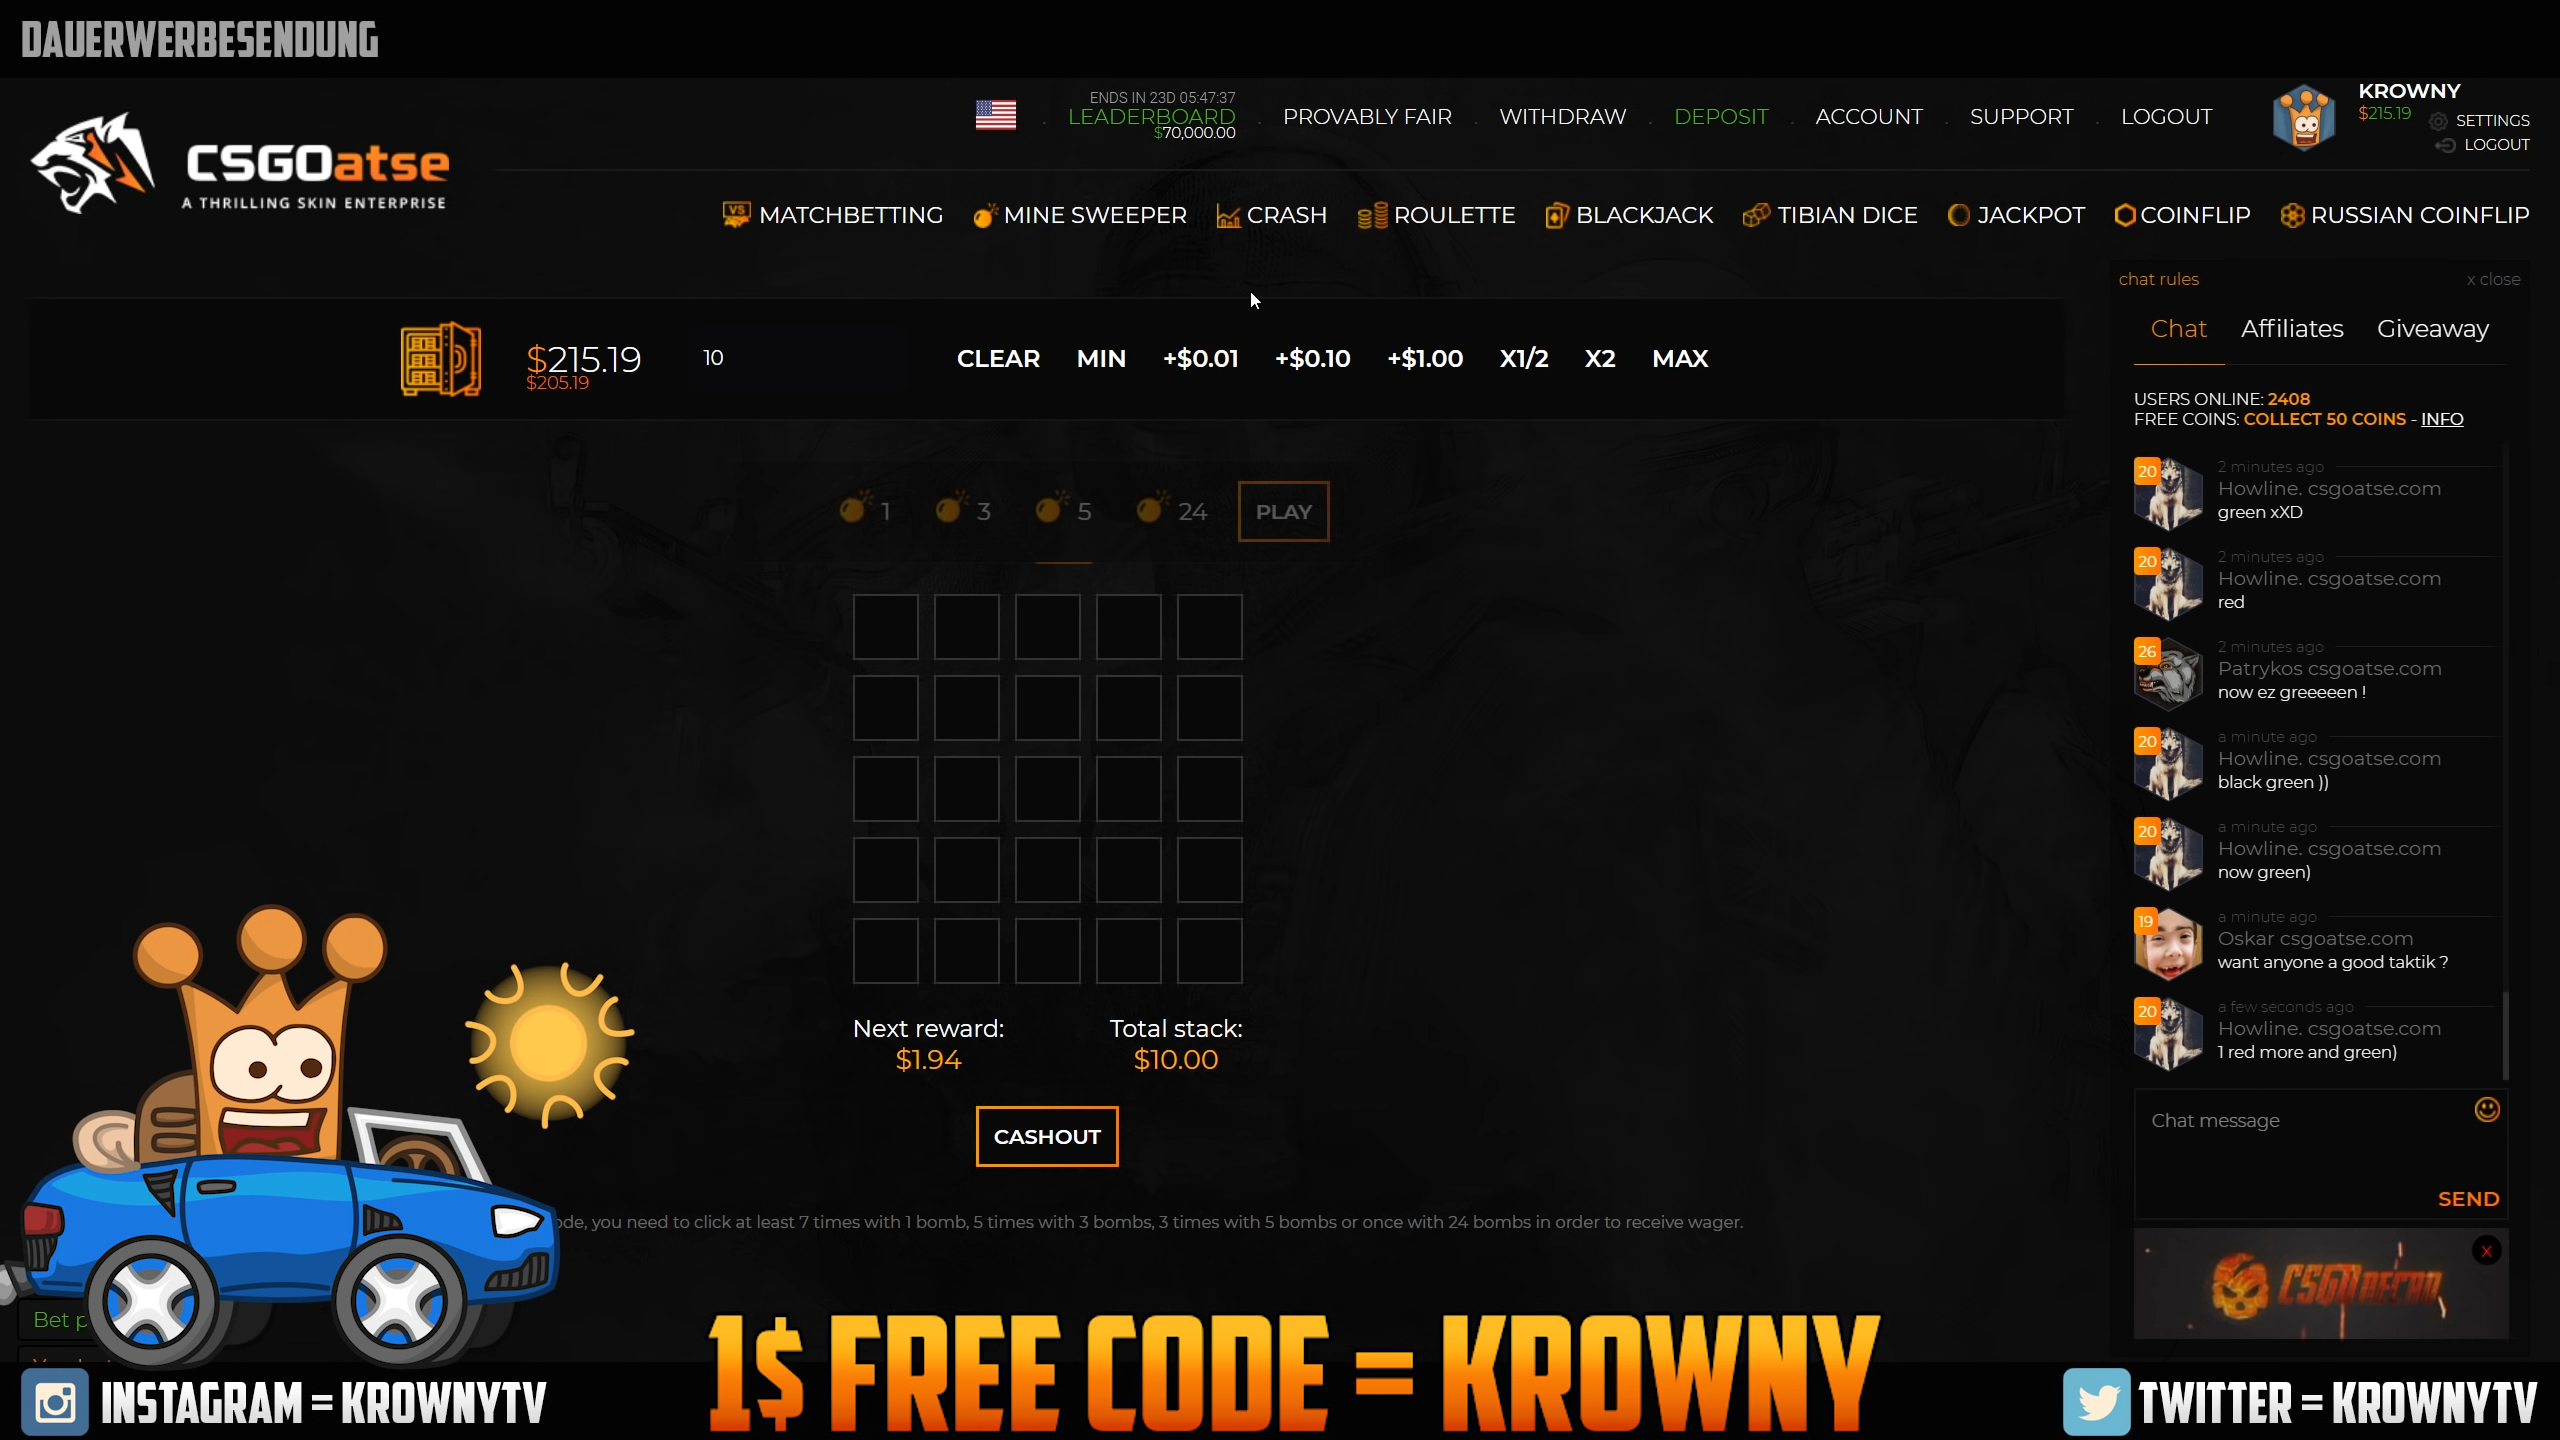 DAUERWERBESENDUNG
ENDS IN 23D 05:47:37
LEADERBOARD
$70,000.00
PROVABLY FAIR
WITHDRAW
DEPOSIT
ACCOUNT
SUPPORT
LOGOUT
KROWNY
$215.19
SETTINGS
LOGOUT
CSGOatse
A THRILLING SKIN ENTERPRISE
VS MATCHBETTING
MINE SWEEPER
CRASH
ROULETTE
BLACKJACK
TIBIAN DICE
JACKPOT
COINFLIP
RUSSIAN COINFLIP
$215.19
$205.19
10
CLEAR MIN +$0.01 +$0.10 +$1.00 X1/2 X2 MAX
1 3 5 24 PLAY
Next reward:
$1.94
Total stack:
$10.00
CASHOUT
ode, you need to click at least 7 times with 1 bomb, 5 times with 3 bombs, 3 times with 5 bombs or once with 24 bombs in order to receive wager.
chat rules
x close
Chat Affiliates Giveaway
USERS ONLINE: 2408
FREE COINS: COLLECT 50 COINS - INFO
20
2 minutes ago
Howline. csgoatse.com
green xXD
20
2 minutes ago
Howline. csgoatse.com
red
26
2 minutes ago
Patrykos csgoatse.com
now ez greeeeen !
20
a minute ago
Howline. csgoatse.com
black green ))
20
a minute ago
Howline. csgoatse.com
now green)
19
a minute ago
Oskar csgoatse.com
want anyone a good taktik ?
20
a few seconds ago
Howline. csgoatse.com
1 red more and green)
Chat message
SEND
X
Bet p
INSTAGRAM = KROWNYTV
1$ FREE CODE = KROWNY
TWITTER = KROWNYTV